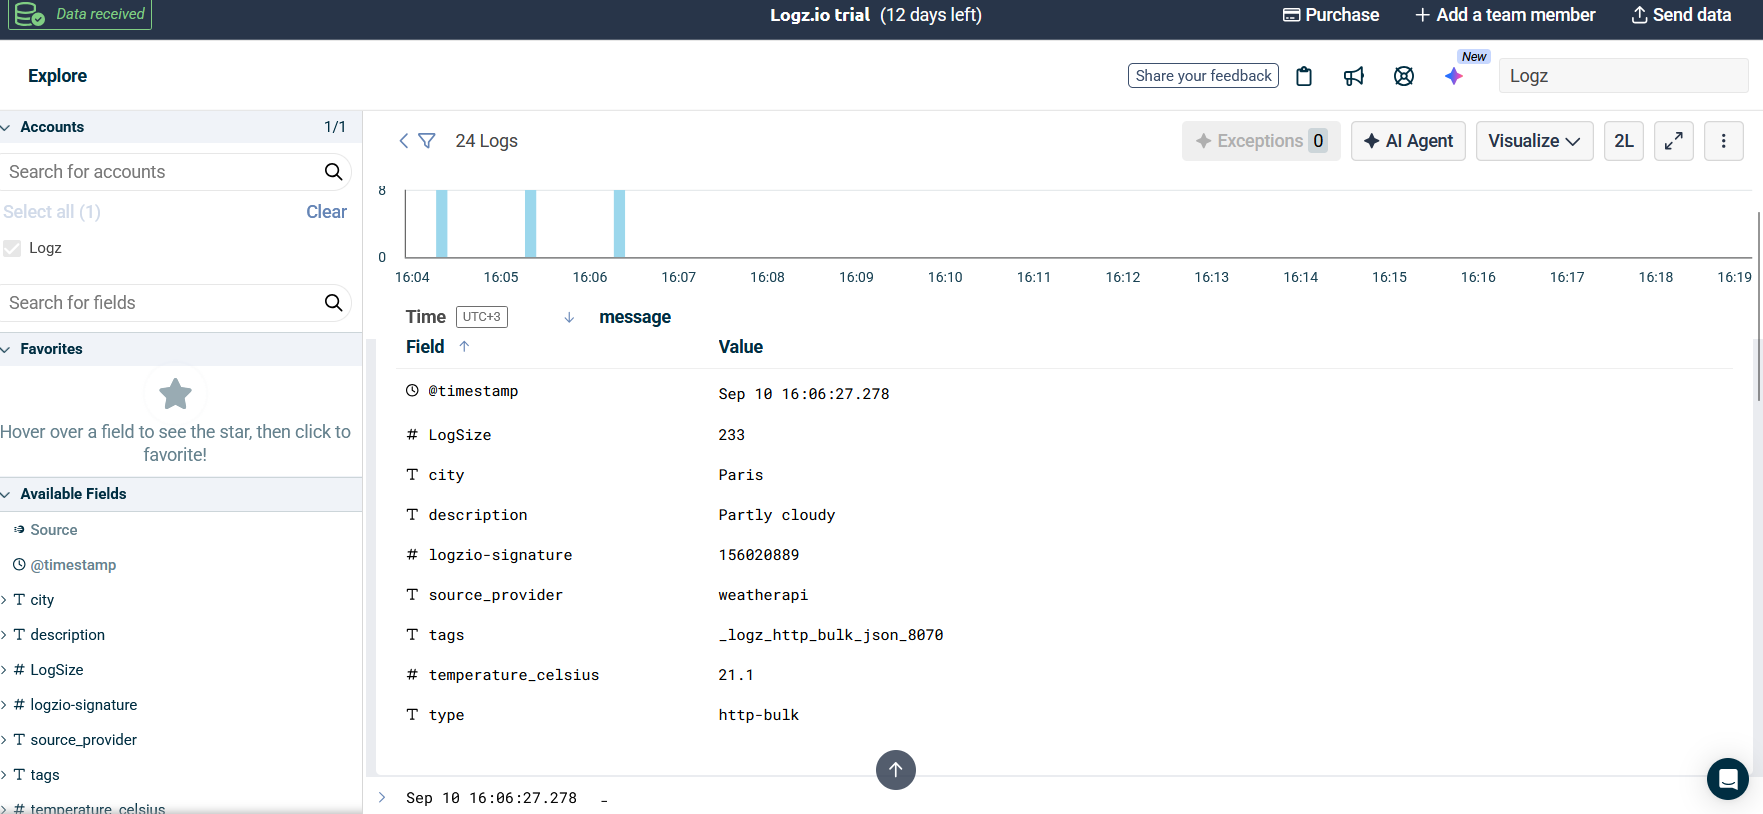 Data received
Logz.io trial (12 days left)
Purchase
Add a team member
Send data
Explore
Share your feedback
New
Logz
Accounts 1/1
Search for accounts
Select all (1) Clear
Logz
Search for fields
Favorites
Hover over a field to see the star, then click to
favorite!
Available Fields
Source
@timestamp
T city
T description
# LogSize
# logzio-signature
T source_provider
T tags
# temperature_celsius
24 Logs
Exceptions 0
AI Agent
Visualize
2L
8
0
16:04 16:05 16:06 16:07 16:08 16:09 16:10 16:11 16:12 16:13 16:14 16:15 16:16 16:17 16:18 16:19
Time UTC+3 message
Field Value
@timestamp Sep 10 16:06:27.278
# LogSize 233
T city Paris
T description Partly cloudy
# logzio-signature 156020889
T source_provider weatherapi
T tags _logz_http_bulk_json_8070
# temperature_celsius 21.1
T type http-bulk
Sep 10 16:06:27.278 –